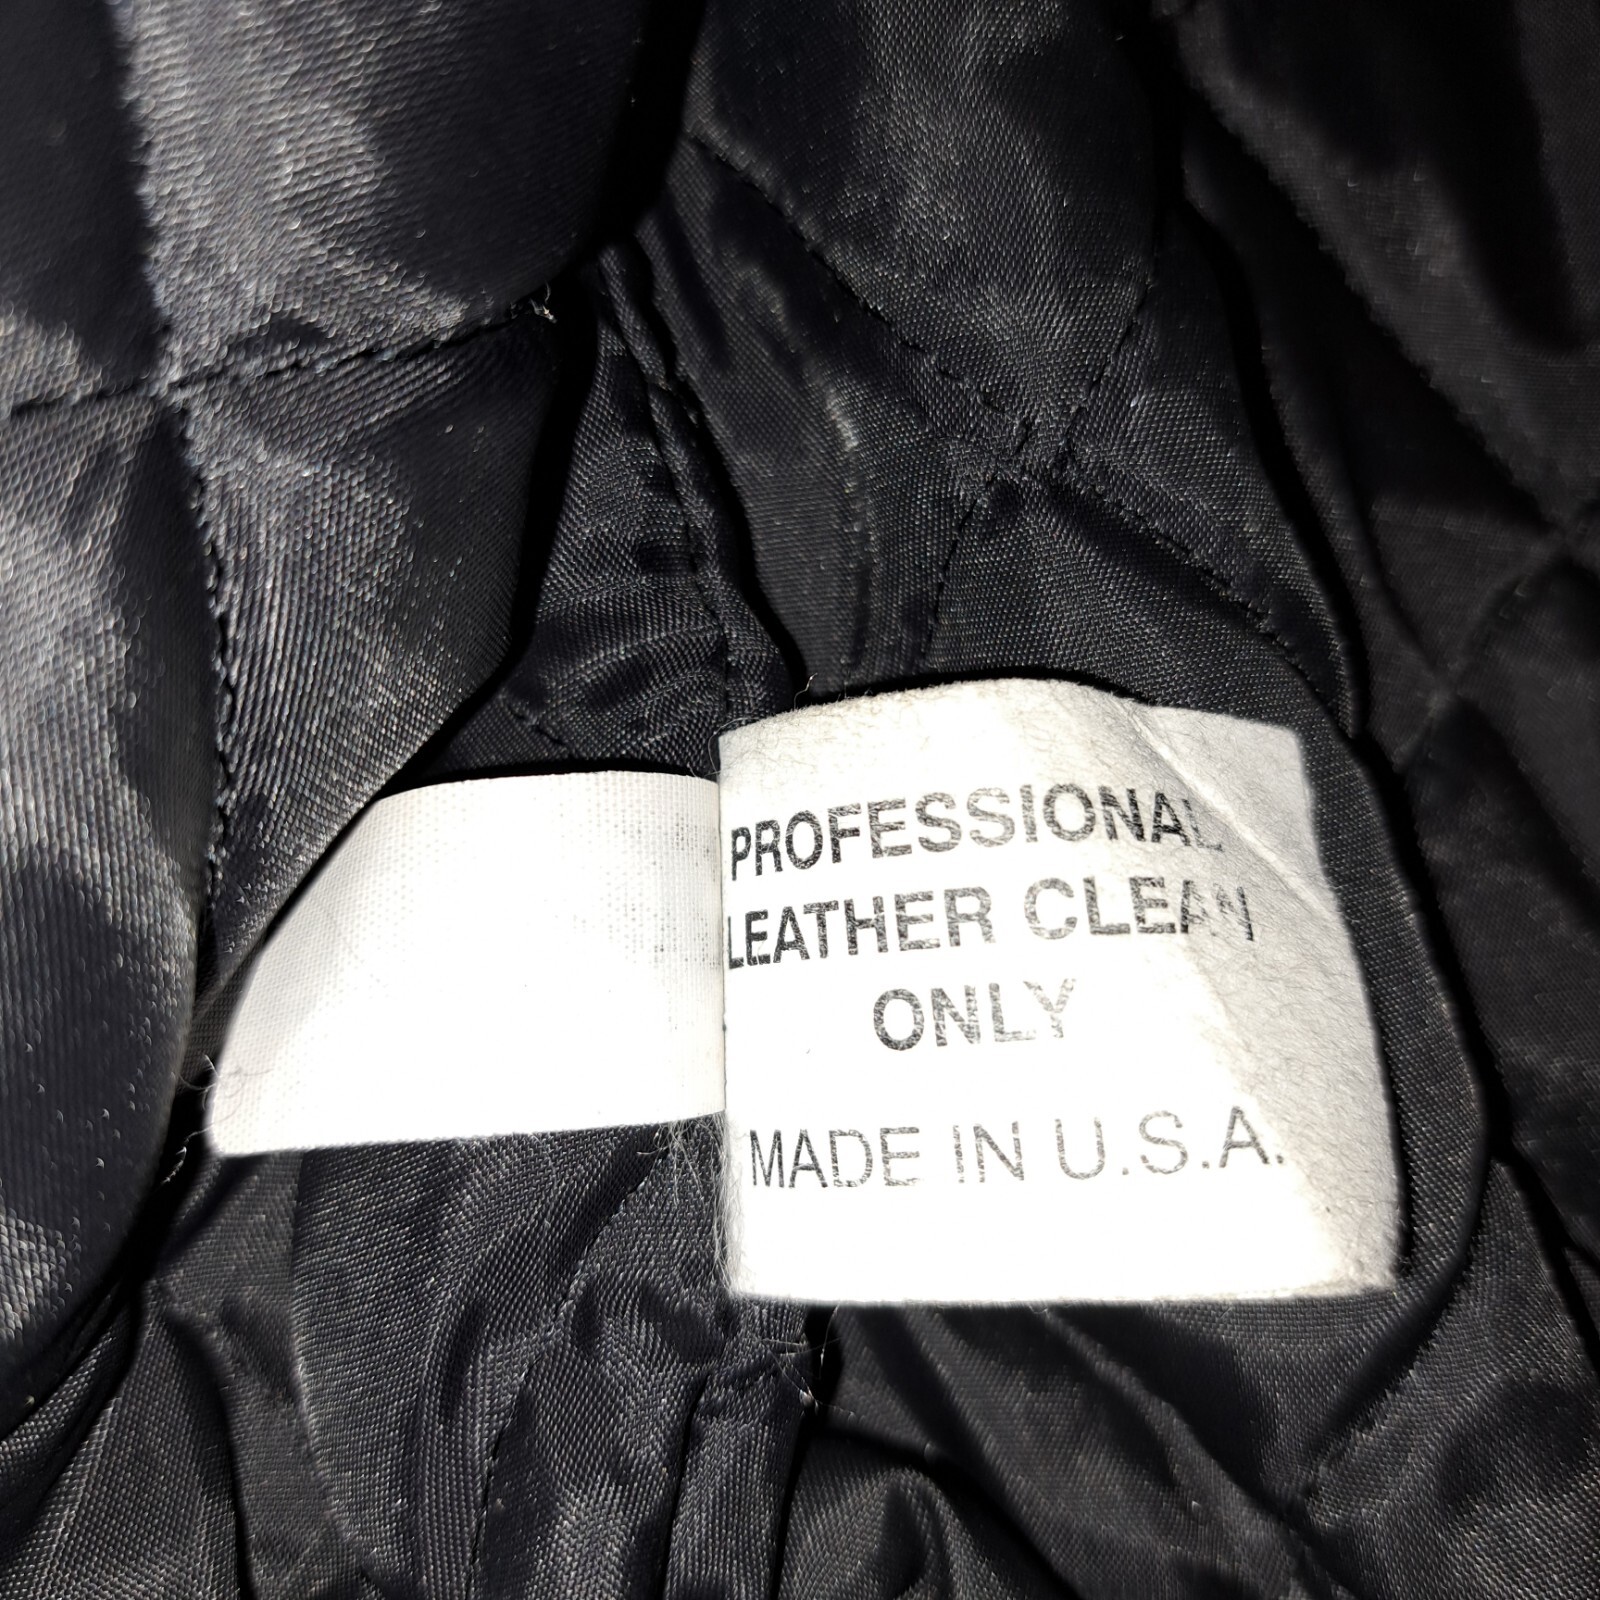 PROFESSIONAL
LEATHER CLEAN
ONLY
MADE IN U.S.A.